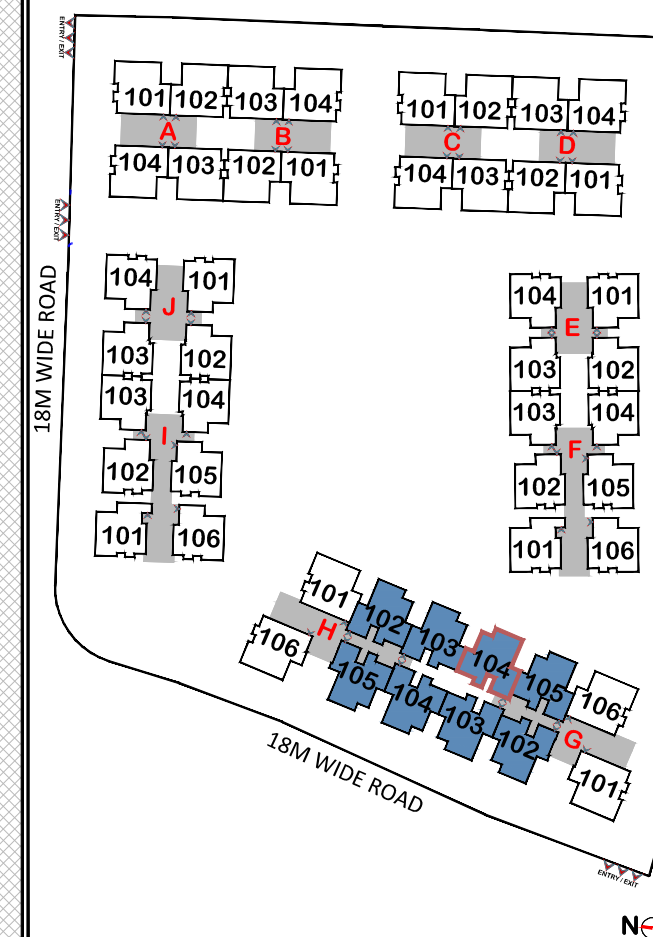 ENTRY / EXIT
101 102 103 104
A B
104 103 102 101
101 102 103 104
C D
104 103 102 101
ENTRY / EXIT
18M WIDE ROAD
104 101
J
103 102
103 104
I
102 105
101 106
104 101
E
103 102
103 104
F
102 105
101 106
101 102 103 104 105 106
H G
106 105 104 103 102 101
18M WIDE ROAD
ENTRY / EXIT
N